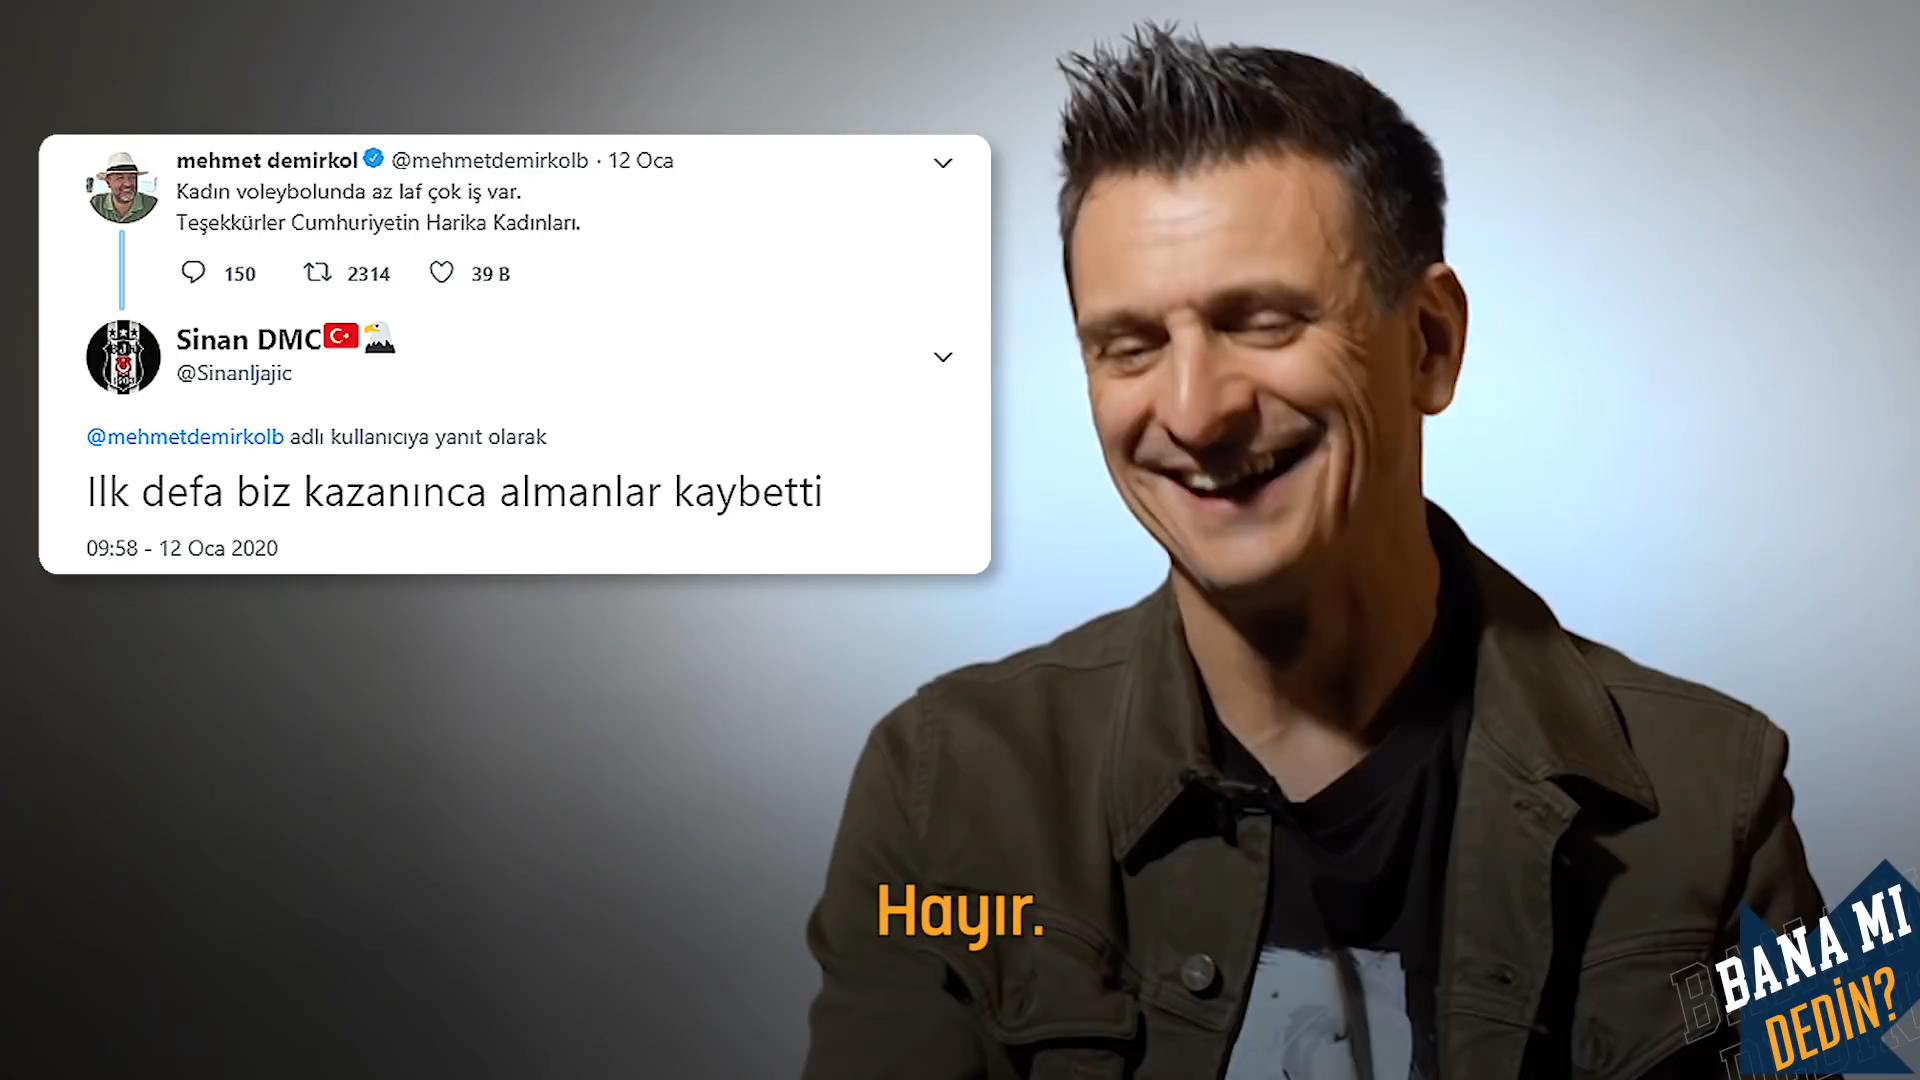 mehmet demirkol @mehmetdemirkolb · 12 Oca
Kadın voleybolunda az laf çok iş var.
Teşekkürler Cumhuriyetin Harika Kadınları.
150 2314 39 B
Sinan DMC
@Sinanljajic
@mehmetdemirkolb adlı kullanıcıya yanıt olarak
Ilk defa biz kazanınca almanlar kaybetti
09:58 - 12 Oca 2020
Hayır.
BANA MI
DEDİN?